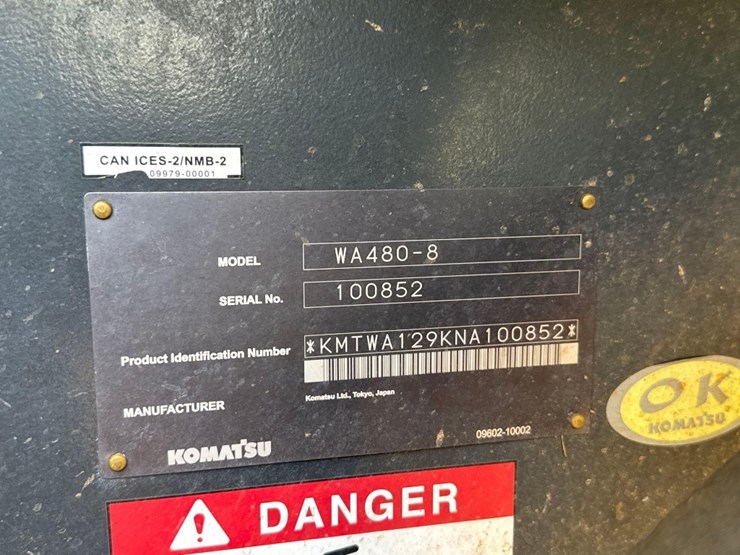 CAN ICES-2/NMB-2
09979-00001
MODEL WA480-8
SERIAL No. 100852
Product Identification Number *KMTWA129KNA100852*
MANUFACTURER Komatsu Ltd., Tokyo, Japan
KOMATSU 09602-10002
OK
KOMATSU
DANGER